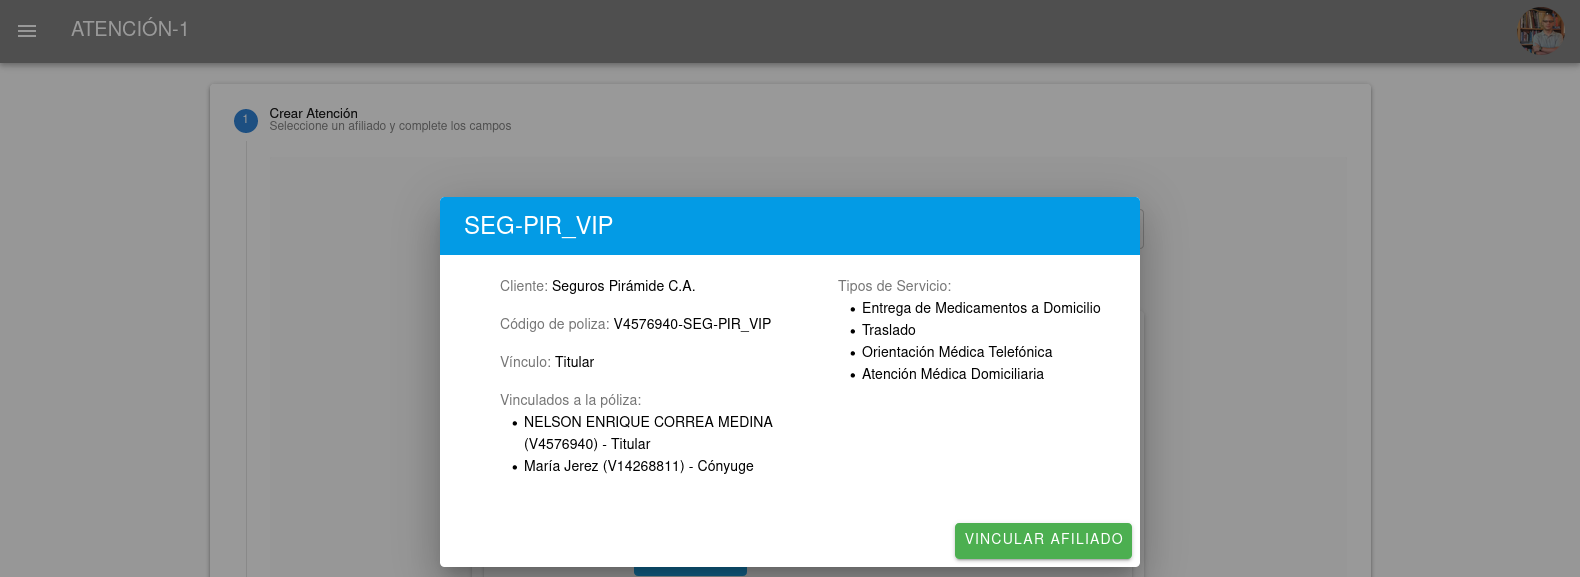 ATENCIÓN-1
1
Crear Atención
Seleccione un afiliado y complete los campos
SEG-PIR_VIP
Cliente: Seguros Pirámide C.A.
Código de poliza: V4576940-SEG-PIR_VIP
Vínculo: Titular
Vinculados a la póliza:
• NELSON ENRIQUE CORREA MEDINA
(V4576940) - Titular
• María Jerez (V14268811) - Cónyuge
Tipos de Servicio:
• Entrega de Medicamentos a Domicilio
• Traslado
• Orientación Médica Telefónica
• Atención Médica Domiciliaria
VINCULAR AFILIADO